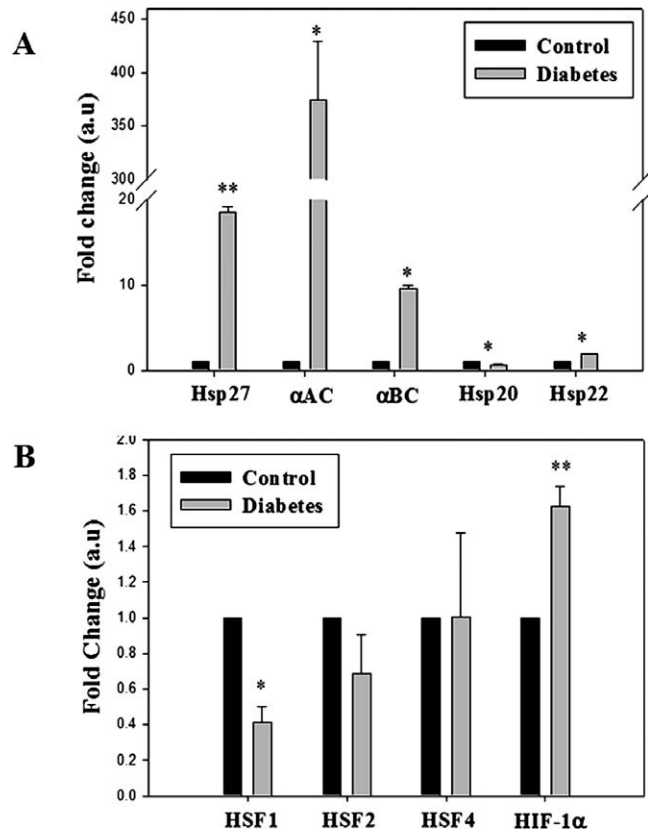 A
Fold change (a.u)
450
400
350
300
20
10
0
Control
Diabetes
**
*
*
*
*
Hsp27 αAC αBC Hsp20 Hsp22
B
Fold Change (a.u)
2.0
1.8
1.6
1.4
1.2
1.0
0.8
0.6
0.4
0.2
0.0
Control
Diabetes
*
**
HSF1 HSF2 HSF4 HIF-1α